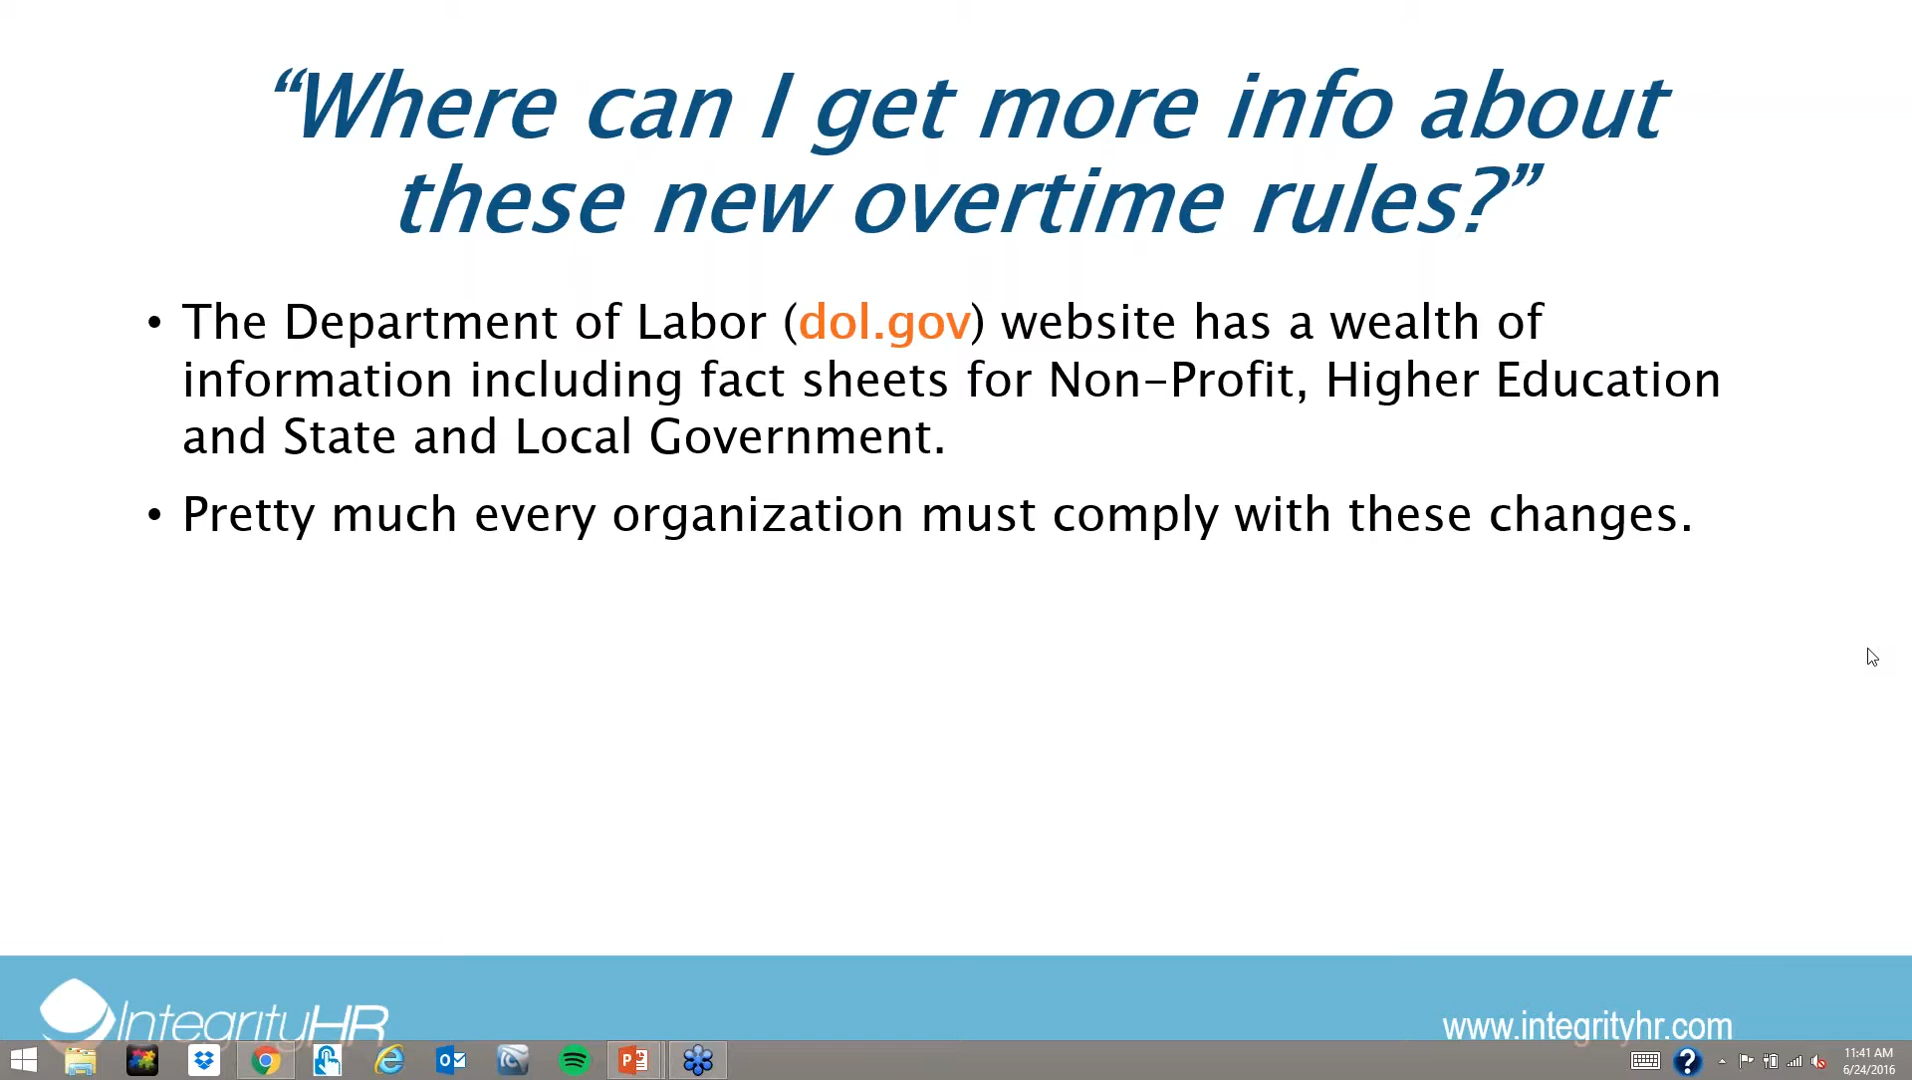 “Where can I get more info about
these new overtime rules?”
• The Department of Labor (dol.gov) website has a wealth of
information including fact sheets for Non-Profit, Higher Education
and State and Local Government.
• Pretty much every organization must comply with these changes.
IntegrityHR
www.integrityhr.com
11:41 AM
6/24/2016